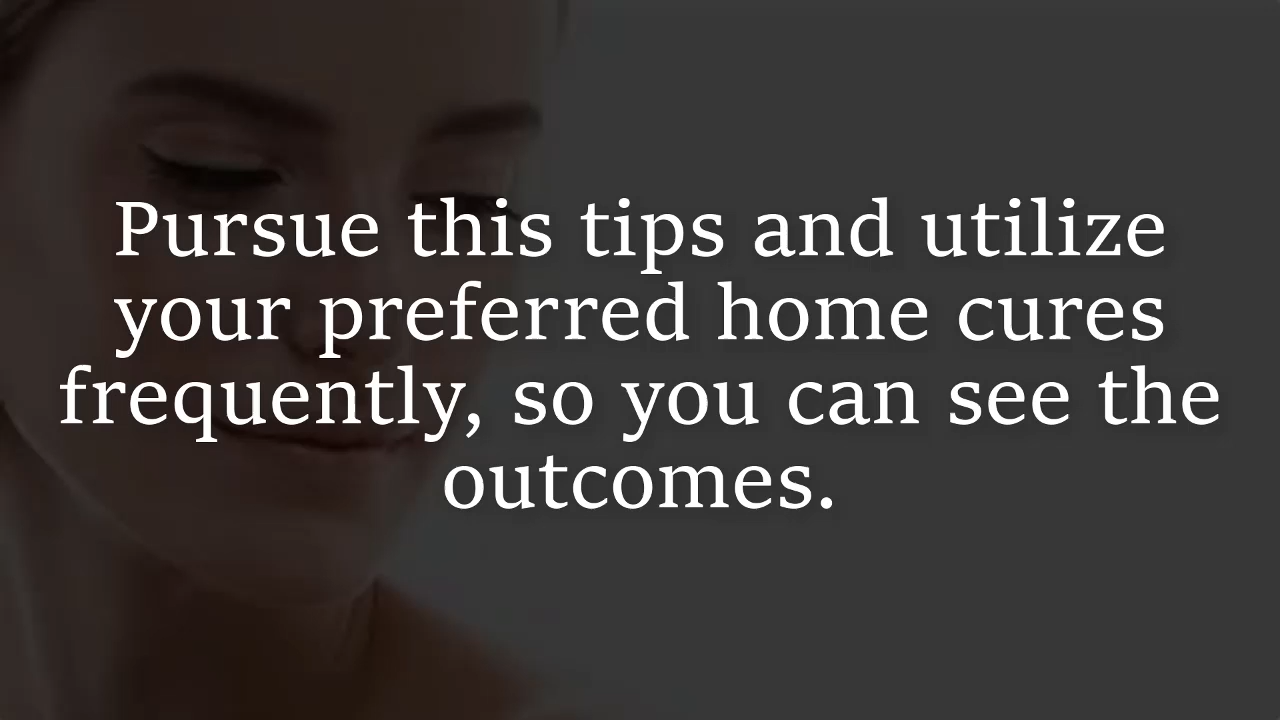 Pursue this tips and utilize
your preferred home cures
frequently, so you can see the
outcomes.